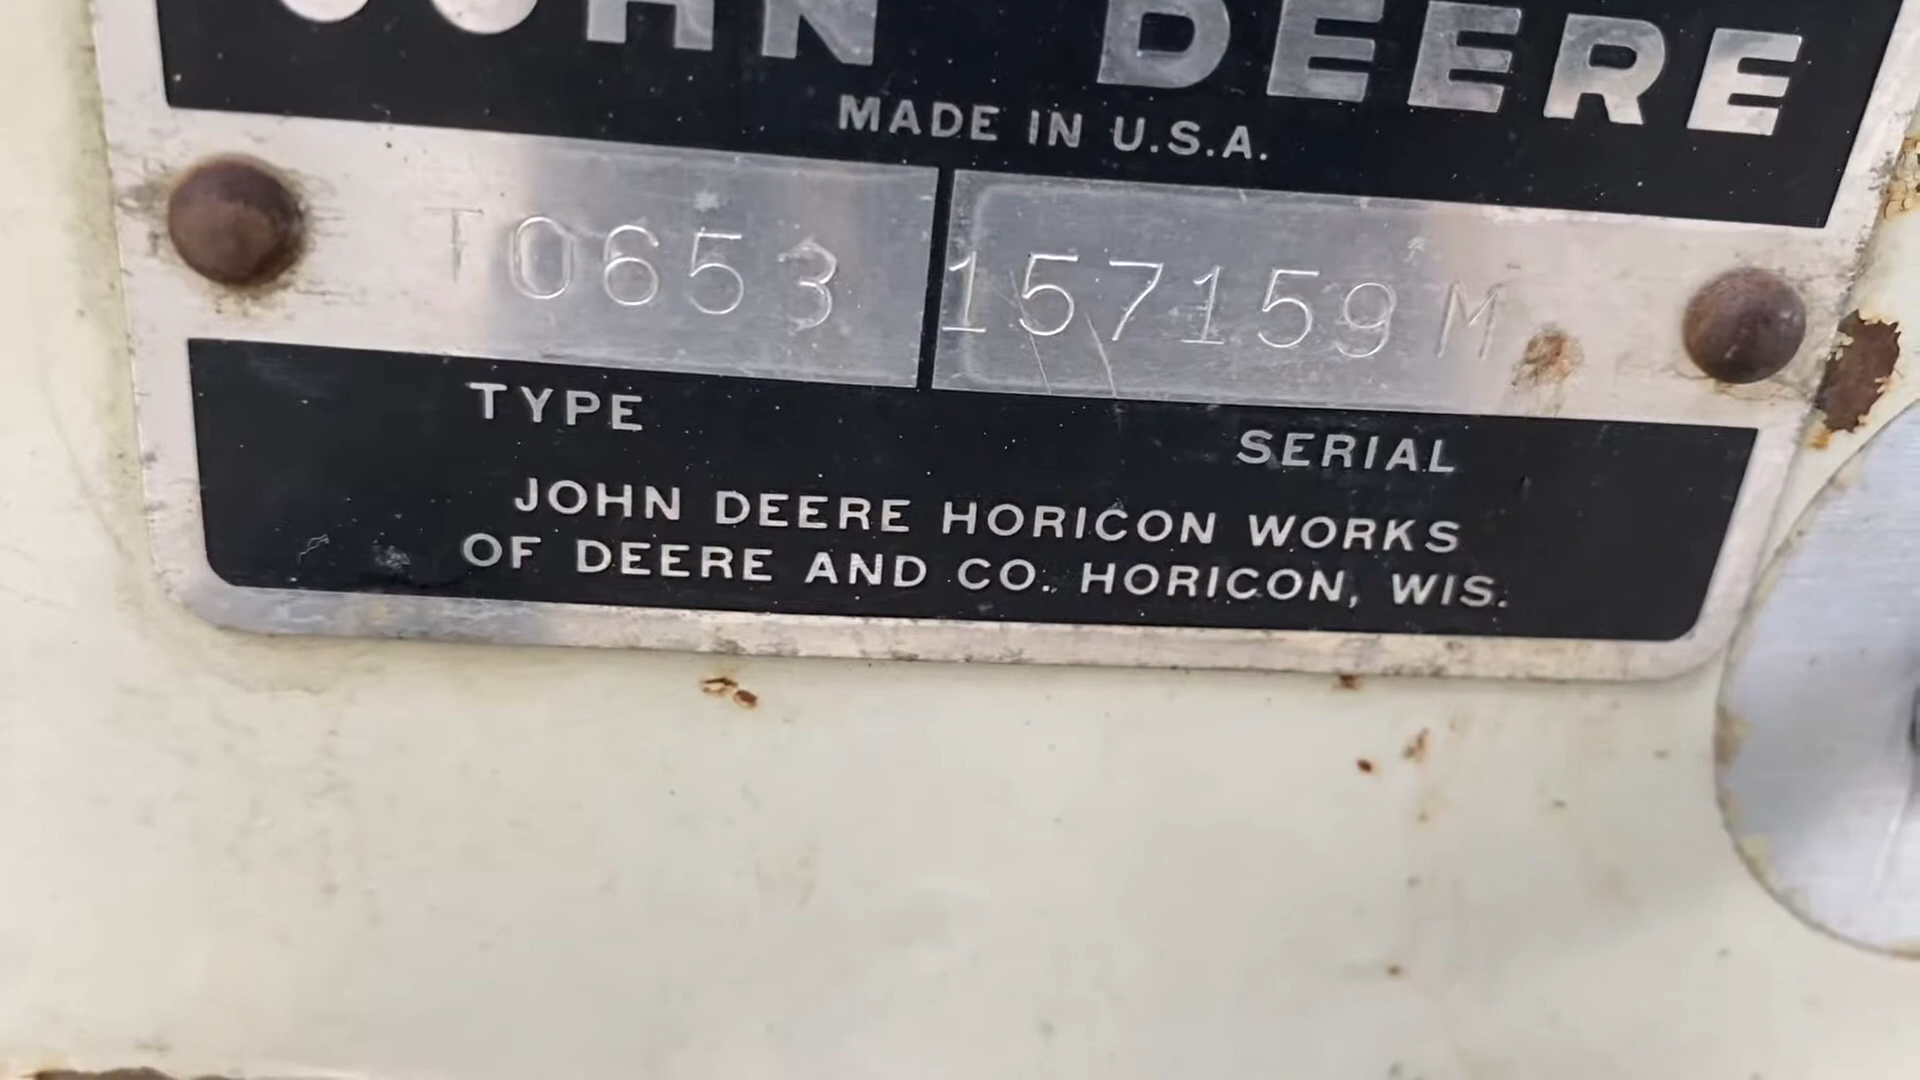 JOHN DEERE
MADE IN U.S.A.
T0653 157159M
TYPE SERIAL
JOHN DEERE HORICON WORKS
OF DEERE AND CO. HORICON, WIS.